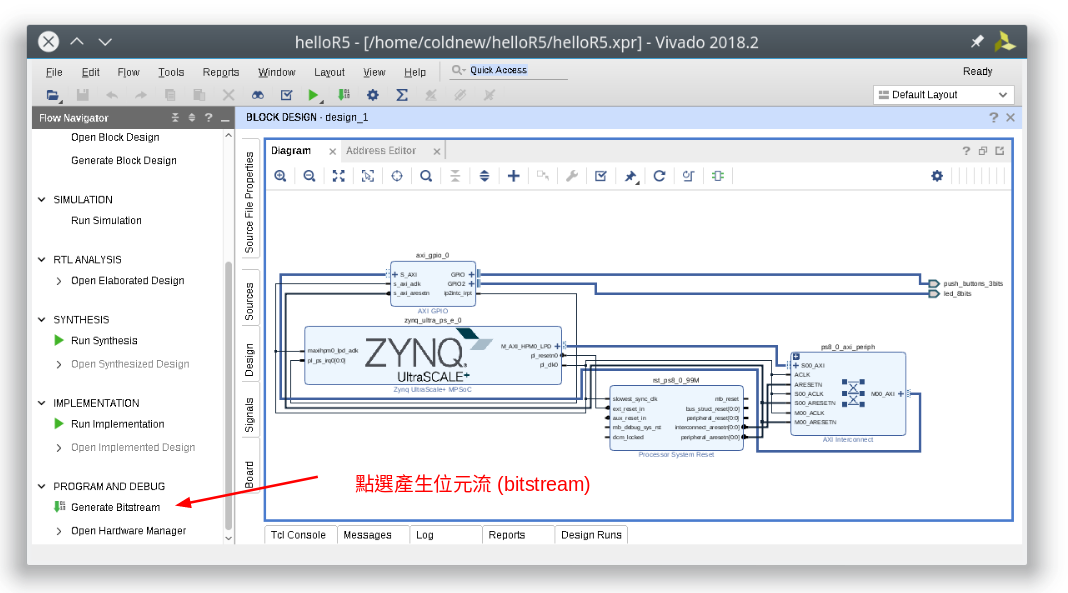 helloR5 - [/home/coldnew/helloR5/helloR5.xpr] - Vivado 2018.2
File Edit Flow Tools Reports Window Layout View Help Quick Access Ready
Default Layout
Flow Navigator
Open Block Design
Generate Block Design
SIMULATION
Run Simulation
RTL ANALYSIS
Open Elaborated Design
SYNTHESIS
Run Synthesis
Open Synthesized Design
IMPLEMENTATION
Run Implementation
Open Implemented Design
PROGRAM AND DEBUG
Generate Bitstream
Open Hardware Manager
BLOCK DESIGN - design_1
Source File Properties
Sources
Design
Signals
Board
Diagram Address Editor
axi_gpio_0
S_AXI GPIO
s_axi_aclk GPIO2
s_axi_aresetn ip2intc_irpt
AXI GPIO
push_buttons_3bits
led_8bits
zynq_ultra_ps_e_0
maxihpm0_lpd_aclk
pl_ps_irq0[0:0]
ZYNQ
UltraSCALE+
M_AXI_HPM0_LPD
pl_resetn0
pl_clk0
Zynq UltraScale+ MPSoC
rst_ps8_0_99M
slowest_sync_clk mb_reset
ext_reset_in bus_struct_reset[0:0]
aux_reset_in peripheral_reset[0:0]
mb_debug_sys_rst interconnect_aresetn[0:0]
dcm_locked peripheral_aresetn[0:0]
Processor System Reset
ps8_0_axi_periph
S00_AXI
ACLK
ARESETN
S00_ACLK M00_AXI
S00_ARESETN
M00_ACLK
M00_ARESETN
AXI Interconnect
點選產生位元流 (bitstream)
Tcl Console Messages Log Reports Design Runs